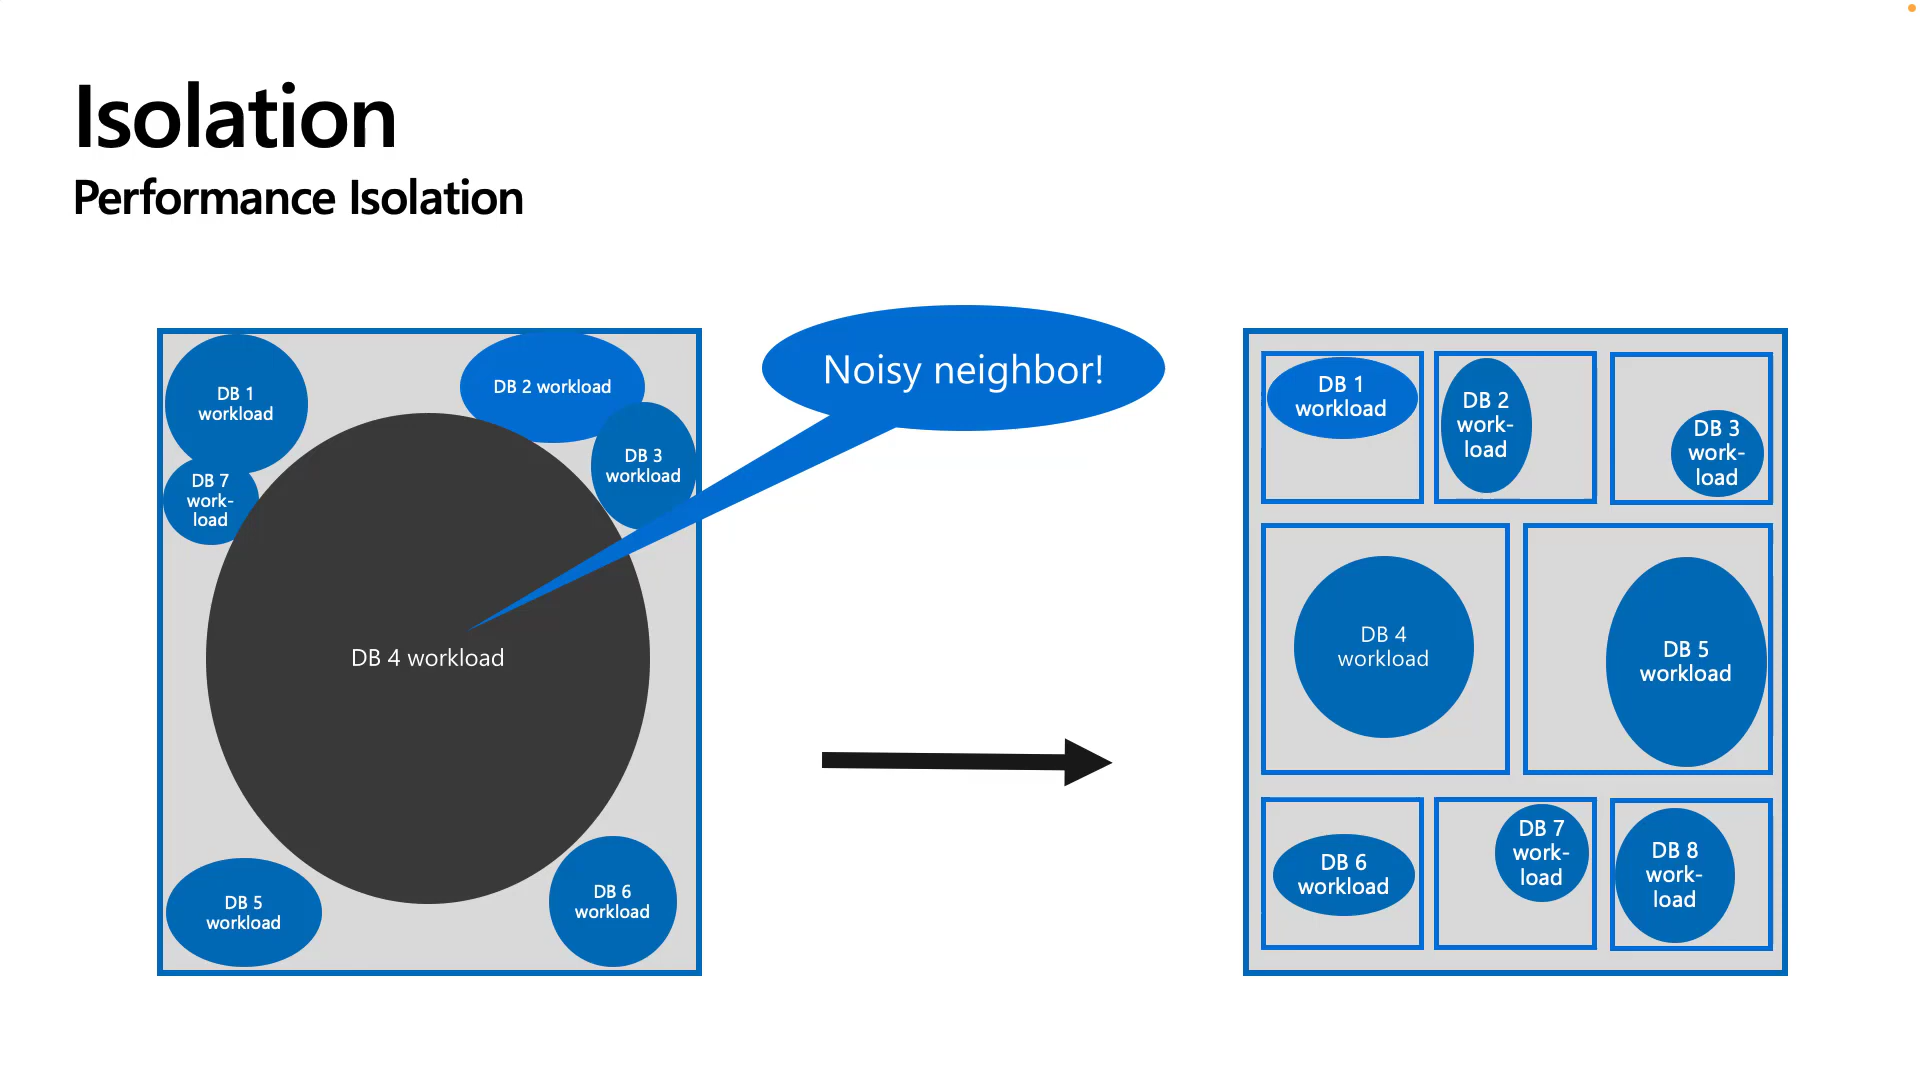 Isolation
Performance Isolation
DB 1
workload
DB 2 workload
DB 3
workload
DB 7
work-
load
DB 4 workload
DB 5
workload
DB 6
workload
Noisy neighbor!
DB 1
workload
DB 2
work-
load
DB 3
work-
load
DB 4
workload
DB 5
workload
DB 6
workload
DB 7
work-
load
DB 8
work-
load